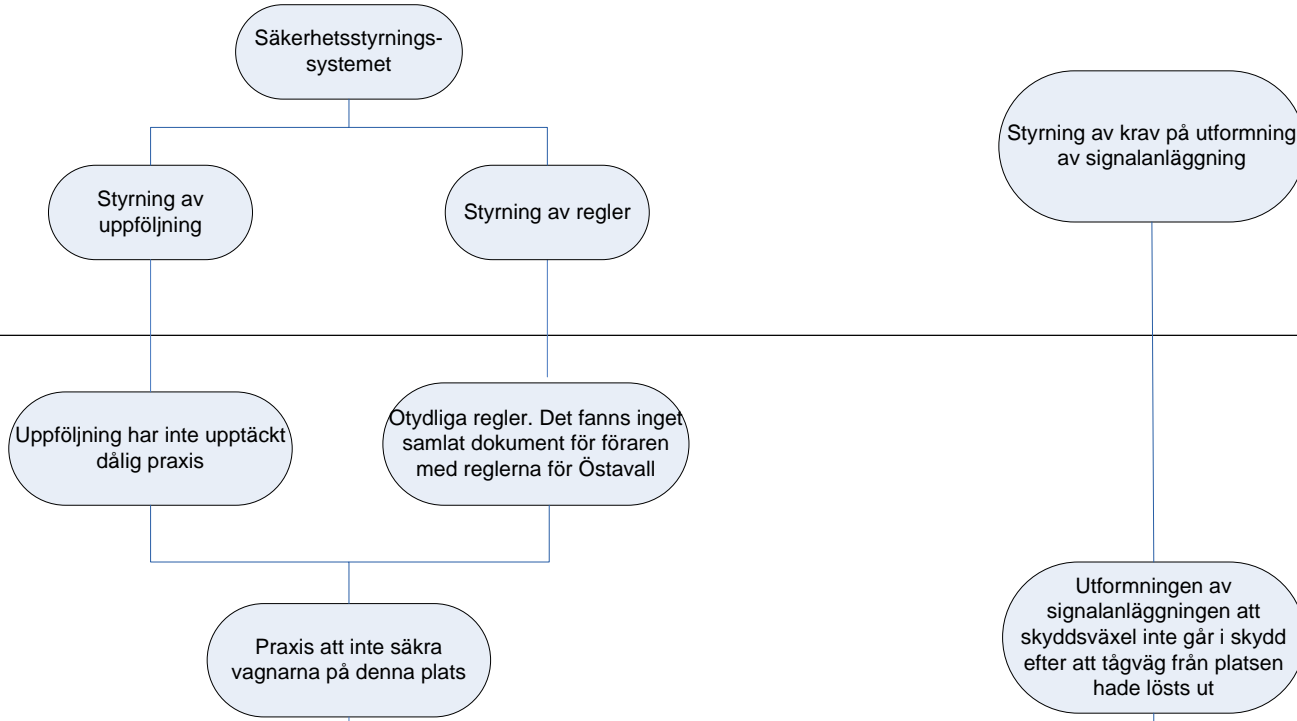 Säkerhetsstyrnings-
systemet
Styrning av krav på utformning
av signalanläggning
Styrning av
uppföljning
Styrning av regler
Uppföljning har inte upptäckt
dålig praxis
Otydliga regler. Det fanns inget
samlat dokument för föraren
med reglerna för Östavall
Praxis att inte säkra
vagnarna på denna plats
Utformningen av
signalanläggningen att
skyddsväxel inte går i skydd
efter att tågväg från platsen
hade lösts ut